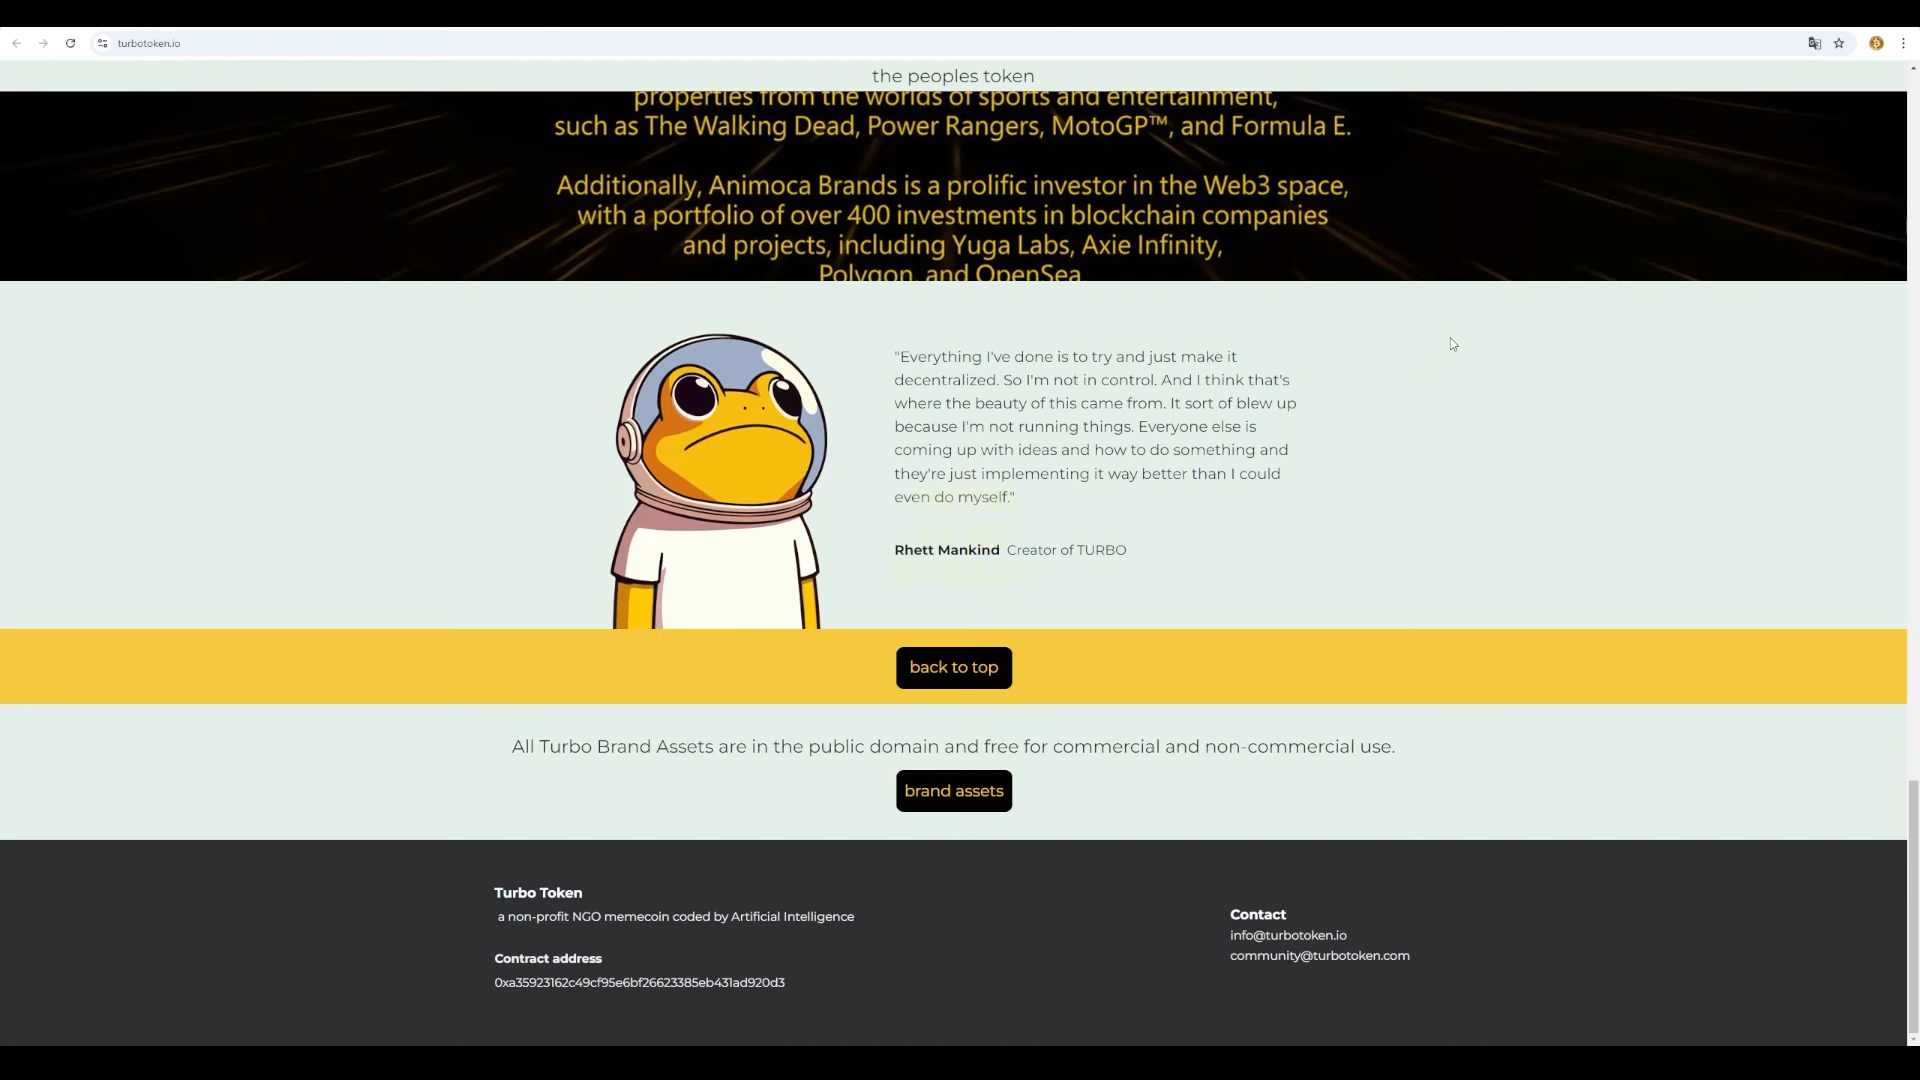 turbotoken.io
the peoples token
properties from the worlds of sports and entertainment,
such as The Walking Dead, Power Rangers, MotoGP™, and Formula E.
Additionally, Animoca Brands is a prolific investor in the Web3 space,
with a portfolio of over 400 investments in blockchain companies
and projects, including Yuga Labs, Axie Infinity,
Polygon, and OpenSea
"Everything I've done is to try and just make it
decentralized. So I'm not in control. And I think that's
where the beauty of this came from. It sort of blew up
because I'm not running things. Everyone else is
coming up with ideas and how to do something and
they're just implementing it way better than I could
even do myself."
Rhett Mankind Creator of TURBO
back to top
All Turbo Brand Assets are in the public domain and free for commercial and non-commercial use.
brand assets
Turbo Token
a non-profit NGO memecoin coded by Artificial Intelligence
Contract address
0xa35923162c49cf95e6bf26623385eb431ad920d3
Contact
info@turbotoken.io
community@turbotoken.com